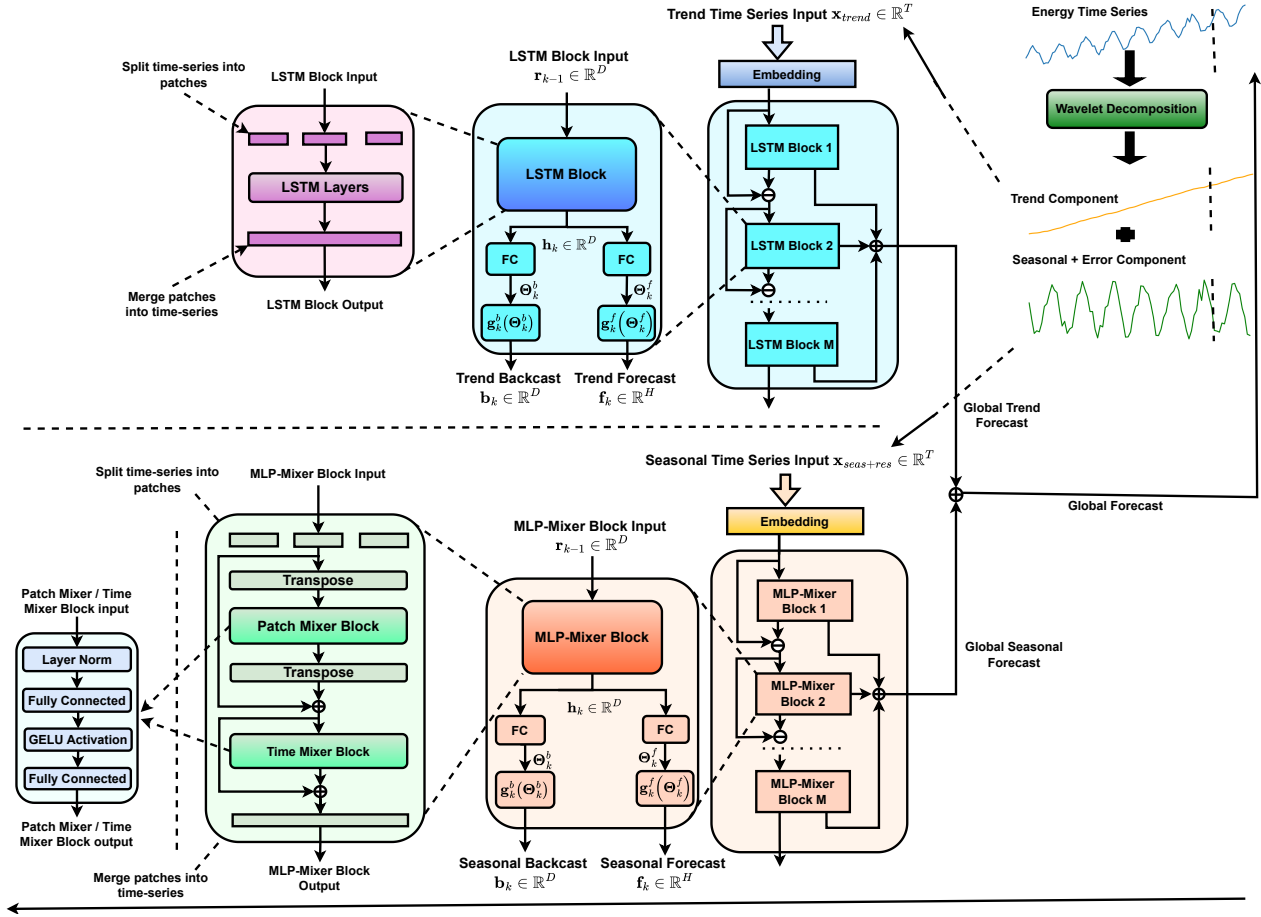 Trend Time Series Input x_{trend} ∈ ℝ^T
Energy Time Series
Embedding
Wavelet Decomposition
LSTM Block 1
LSTM Block 2
LSTM Block M
Trend Component
Seasonal + Error Component
LSTM Block Input
r_{k−1} ∈ ℝ^D
LSTM Block
h_k ∈ ℝ^D
FC
FC
Θ_k^b
Θ_k^f
g_k^b(Θ_k^b)
g_k^f(Θ_k^f)
Trend Backcast
b_k ∈ ℝ^D
Trend Forecast
f_k ∈ ℝ^H
Split time-series into
patches
LSTM Block Input
LSTM Layers
Merge patches
into time-series
LSTM Block Output
Global Trend
Forecast
Global Forecast
Global Seasonal
Forecast
Seasonal Time Series Input x_{seas+res} ∈ ℝ^T
Embedding
MLP-Mixer
Block 1
MLP-Mixer
Block 2
MLP-Mixer
Block M
MLP-Mixer Block Input
r_{k−1} ∈ ℝ^D
MLP-Mixer Block
h_k ∈ ℝ^D
FC
FC
Θ_k^b
Θ_k^f
g_k^b(Θ_k^b)
g_k^f(Θ_k^f)
Seasonal Backcast
b_k ∈ ℝ^D
Seasonal Forecast
f_k ∈ ℝ^H
Split time-series into
patches
MLP-Mixer Block Input
Transpose
Patch Mixer Block
Transpose
Time Mixer Block
Merge patches into
time-series
MLP-Mixer Block
Output
Patch Mixer / Time
Mixer Block input
Layer Norm
Fully Connected
GELU Activation
Fully Connected
Patch Mixer / Time
Mixer Block output